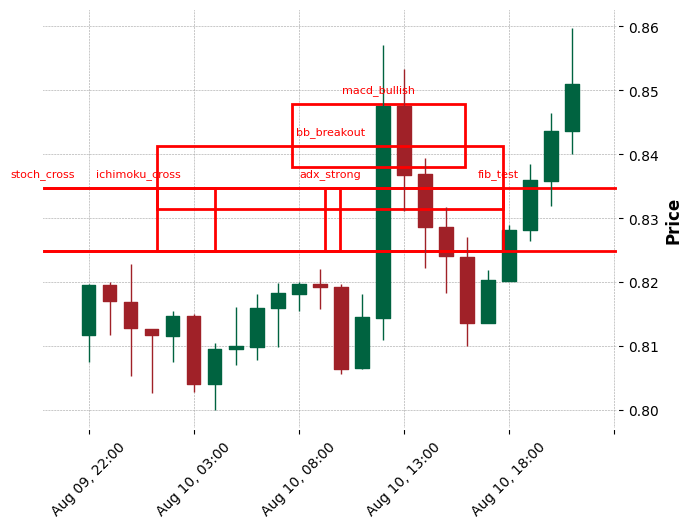 0.86
0.85
macd_bullish
bb_breakout
0.84
stoch_cross
ichimoku_cross
adx_strong
fib_test
0.83
0.82
0.81
0.80
Price
Aug 09, 22:00
Aug 10, 03:00
Aug 10, 08:00
Aug 10, 13:00
Aug 10, 18:00